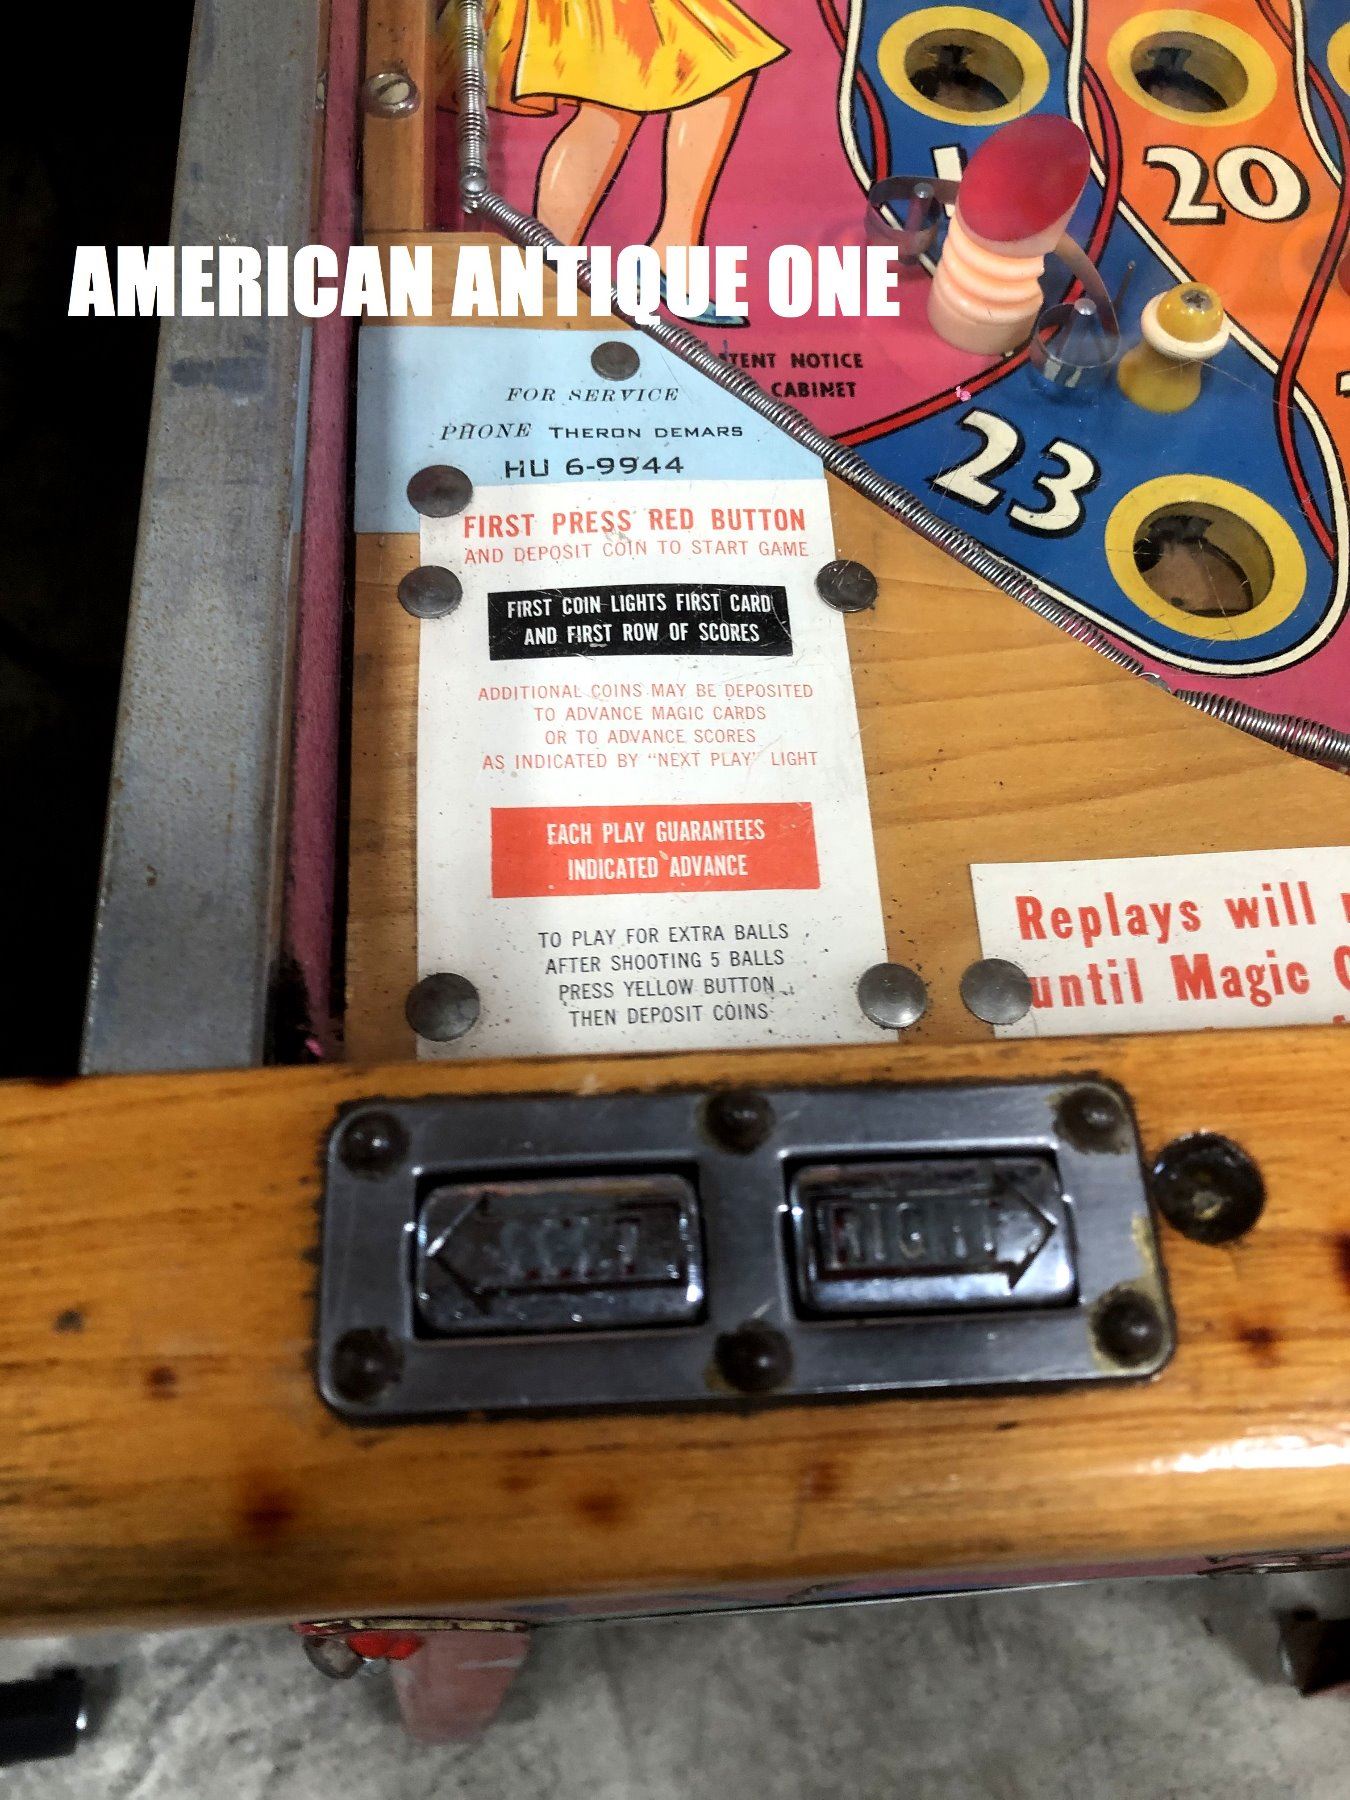 20
AMERICAN ANTIQUE ONE
TENT NOTICE
CABINET
FOR SERVICE
PHONE THERON DEMARS
HU 6-9944
23
FIRST PRESS RED BUTTON
AND DEPOSIT COIN TO START GAME
FIRST COIN LIGHTS FIRST CARD
AND FIRST ROW OF SCORES
ADDITIONAL COINS MAY BE DEPOSITED
TO ADVANCE MAGIC CARDS
OR TO ADVANCE SCORES
AS INDICATED BY "NEXT PLAY" LIGHT
EACH PLAY GUARANTEES
INDICATED ADVANCE
TO PLAY FOR EXTRA BALLS
AFTER SHOOTING 5 BALLS
PRESS YELLOW BUTTON
THEN DEPOSIT COINS
Replays will
until Magic
LEFT
RIGHT